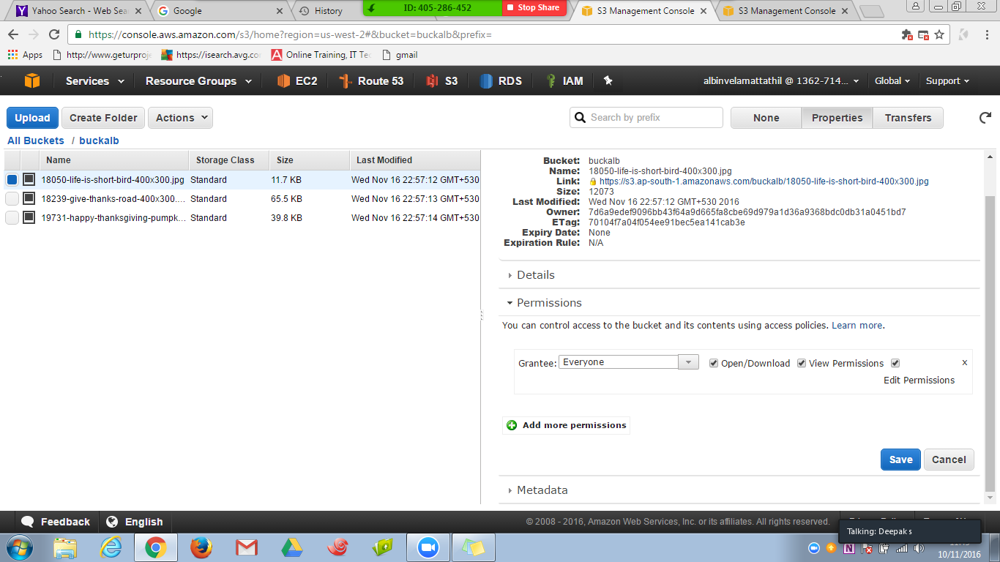 Yahoo Search - Web Sea
Google
History
ID: 405-286-452
Stop Share
S3 Management Console
S3 Management Console
https://console.aws.amazon.com/s3/home?region=us-west-2#&bucket=buckalb&prefix=
Apps
http://www.geturproje
https://isearch.avg.co
Online Training, IT Te
gmail
Services
Resource Groups
EC2
Route 53
S3
RDS
IAM
albinvelamattathil @ 1362-714...
Global
Support
Upload
Create Folder
Actions
Search by prefix
None
Properties
Transfers
All Buckets / buckalb
Name Storage Class Size Last Modified
18050-life-is-short-bird-400x300.jpg Standard 11.7 KB Wed Nov 16 22:57:12 GMT+530
18239-give-thanks-road-400x300.... Standard 65.5 KB Wed Nov 16 22:57:13 GMT+530
19731-happy-thanksgiving-pumpk... Standard 39.8 KB Wed Nov 16 22:57:14 GMT+530
Bucket: buckalb
Name: 18050-life-is-short-bird-400x300.jpg
Link: https://s3.ap-south-1.amazonaws.com/buckalb/18050-life-is-short-bird-400x300.jpg
Size: 12073
Last Modified: Wed Nov 16 22:57:12 GMT+530 2016
Owner: 7d6a9edef9096bb43f64a9d665fa8cbe69d979a1d36a9368bdc0db31a0451bd7
ETag: 70104f7a04f054ee91bec5ea141cab3e
Expiry Date: None
Expiration Rule: N/A
Details
Permissions
You can control access to the bucket and its contents using access policies. Learn more.
Grantee: Everyone Open/Download View Permissions x
Edit Permissions
Add more permissions
Save
Cancel
Metadata
Feedback
English
© 2008 - 2016, Amazon Web Services, Inc. or its affiliates. All rights reserved.
Talking: Deepak s
10/11/2016